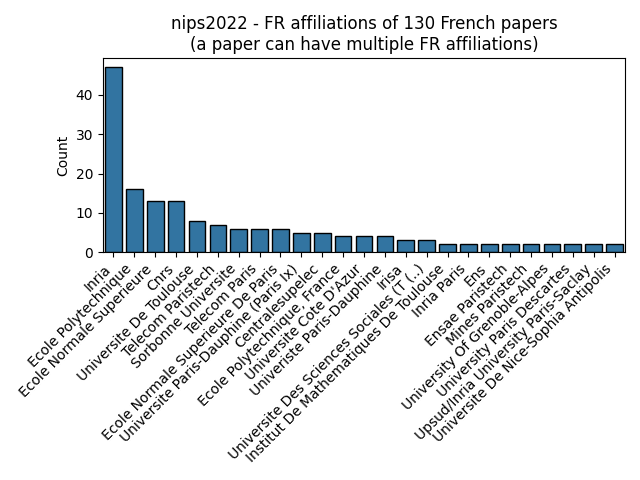 nips2022 - FR affiliations of 130 French papers
(a paper can have multiple FR affiliations)
Count
40
30
20
10
0
Inria
Ecole Polytechnique
Ecole Normale Superieure
Cnrs
Universite De Toulouse
Telecom Paristech
Sorbonne Universite
Telecom Paris
Ecole Normale Superieure De Paris
Universite Paris-Dauphine (Paris Ix)
Centralesupelec
Ecole Polytechnique, France
Universite Cote D'Azur
Univeriste Paris-Dauphine
Irisa
Universite Des Sciences Sociales (T (..)
Institut De Mathematiques De Toulouse
Inria Paris
Ens
Ensae Paristech
Mines Paristech
University Of Grenoble-Alpes
University Paris Descartes
Upsud/Inria University Paris-Saclay
Universite De Nice-Sophia Antipolis